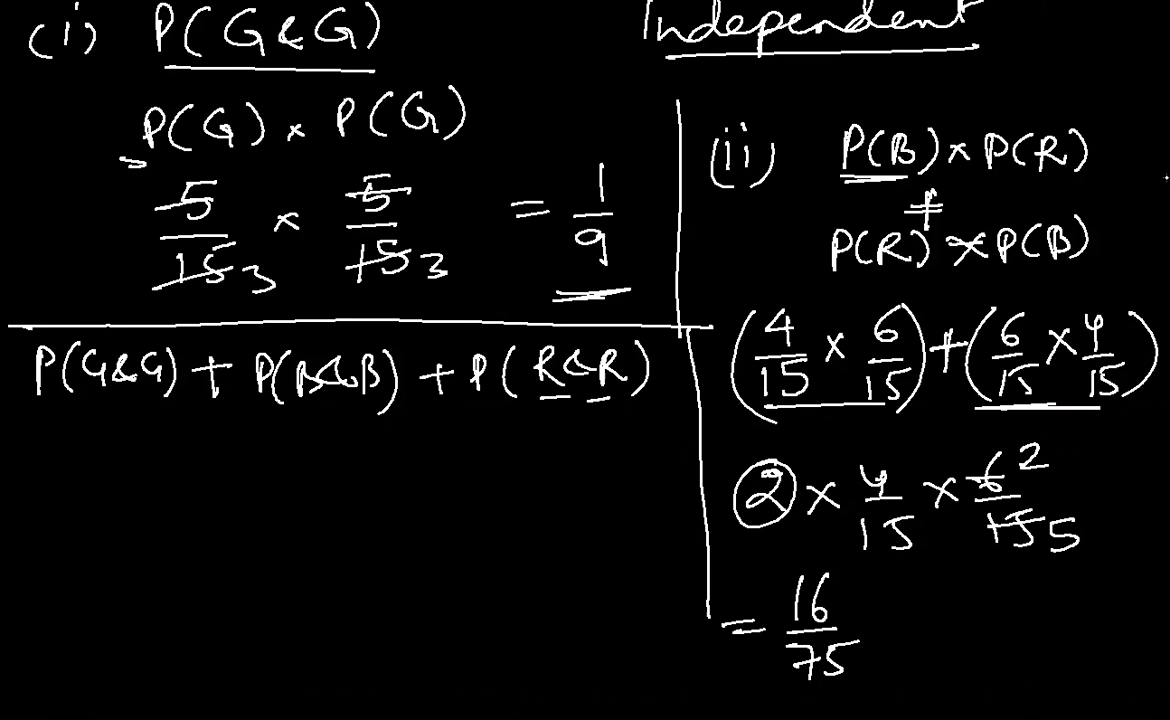 (i) P(G&G)
P(G) × P(G)
= 5/15 × 5/15 3 3 = 1/9
P(G&G) + P(B&B) + P(R&R)
Independent
(ii) P(B) × P(R)
+
P(R) × P(B)
(4/15 × 6/15) + (6/15 × 4/15)
2 × 4/15 × 6/15 2 5
= 16/75